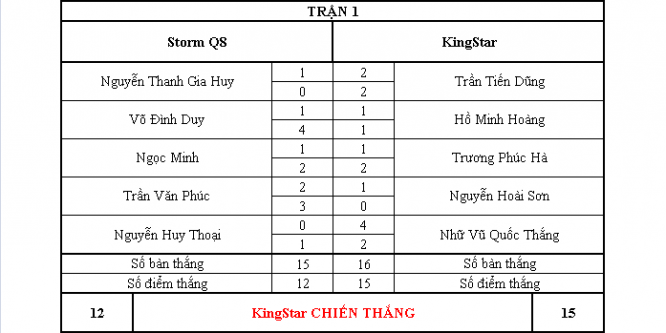 TRẬN 1
Storm Q8 KingStar
Nguyễn Thanh Gia Huy 1 2 Trần Tiến Dũng
0 2
Võ Đình Duy 1 1 Hồ Minh Hoàng
4 1
Ngọc Minh 1 1 Trương Phúc Hà
2 2
Trần Văn Phúc 2 1 Nguyễn Hoài Sơn
3 0
Nguyễn Huy Thoại 0 4 Nhữ Vũ Quốc Thắng
1 2
Số bàn thắng 15 16 Số bàn thắng
Số điểm thắng 12 15 Số điểm thắng
12 KingStar CHIẾN THẮNG 15